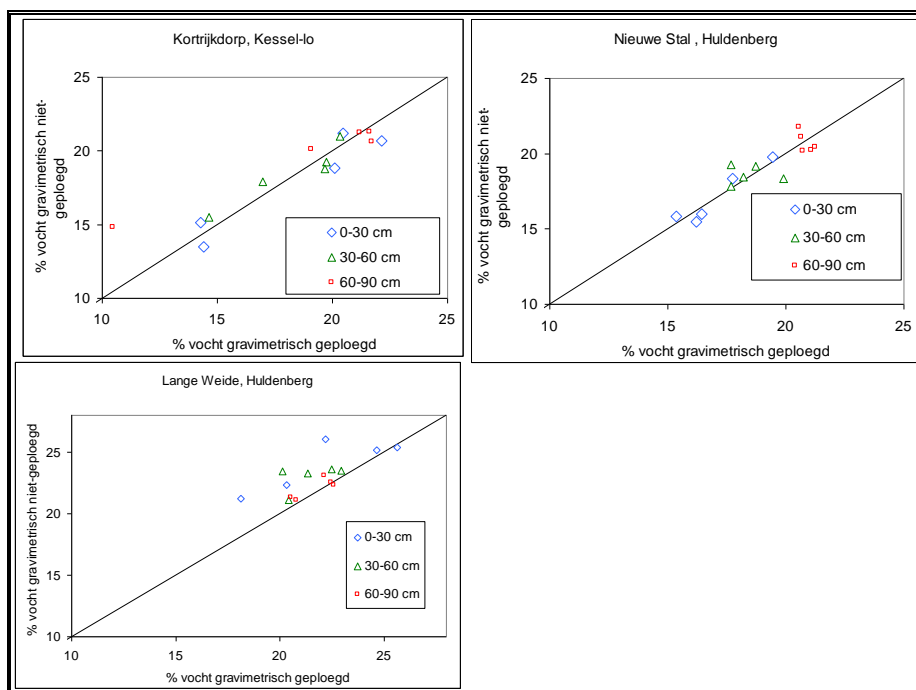 Kortrijkdorp, Kessel-lo
% vocht gravimetrisch niet-
geploegd
25
20
15
10
10
15
20
25
% vocht gravimetrisch geploegd
0-30 cm
30-60 cm
60-90 cm
Nieuwe Stal , Huldenberg
% vocht gravimetrisch niet-
geploegd
25
20
15
10
10
15
20
25
% vocht gravimetrisch geploegd
0-30 cm
30-60 cm
60-90 cm
Lange Weide, Huldenberg
% vocht gravimetrisch niet-geploegd
25
20
15
10
10
15
20
25
% vocht gravimetrisch geploegd
0-30 cm
30-60 cm
60-90 cm